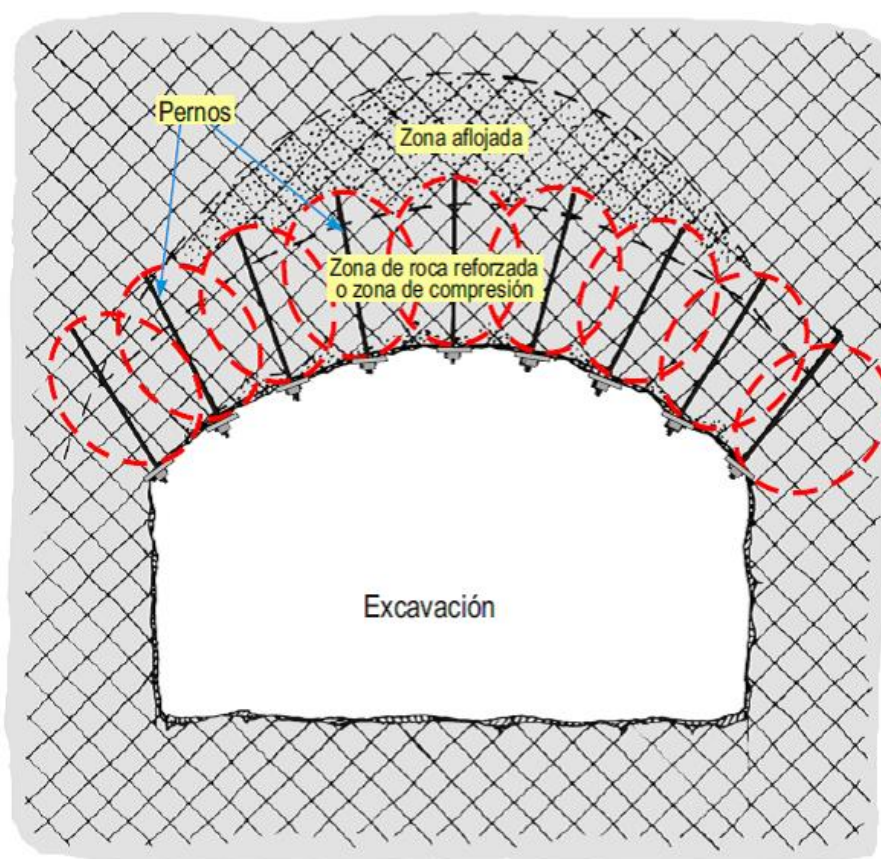 Pernos
Zona aflojada
Zona de roca reforzada
o zona de compresión
Excavación